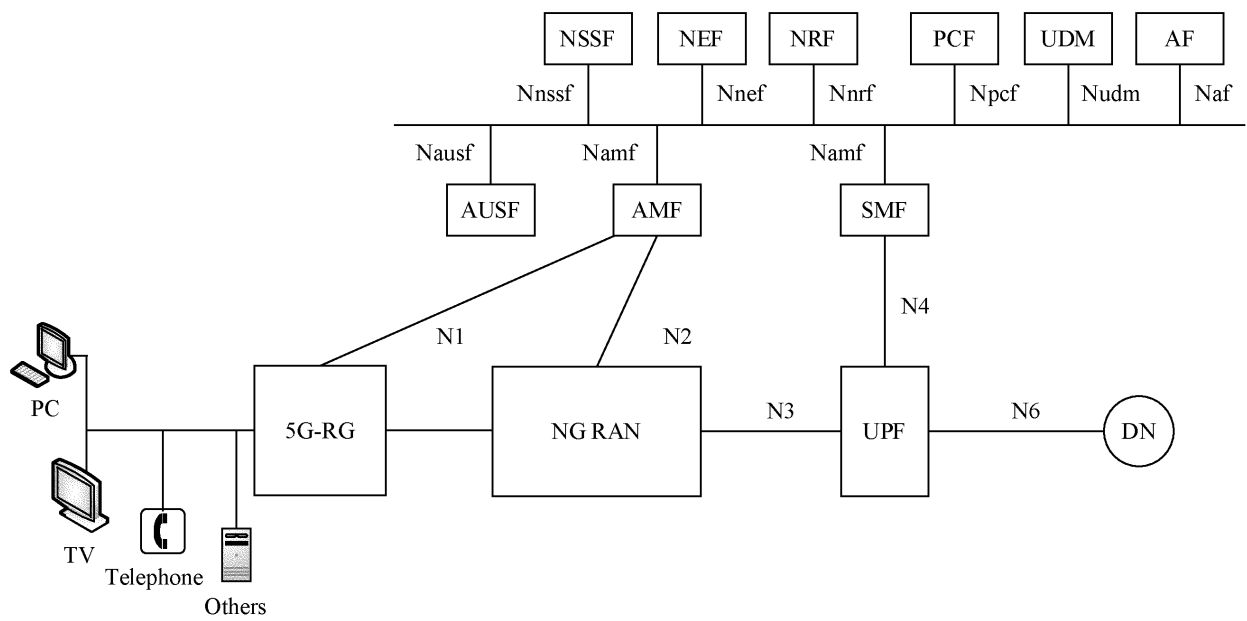 NSSF
NEF
NRF
PCF
UDM
AF
Nnssf
Nnef
Nnrf
Npcf
Nudm
Naf
Nausf
Namf
Namf
AUSF
AMF
SMF
N1
N2
N4
PC
5G-RG
NG RAN
N3
UPF
N6
DN
TV
Telephone
Others